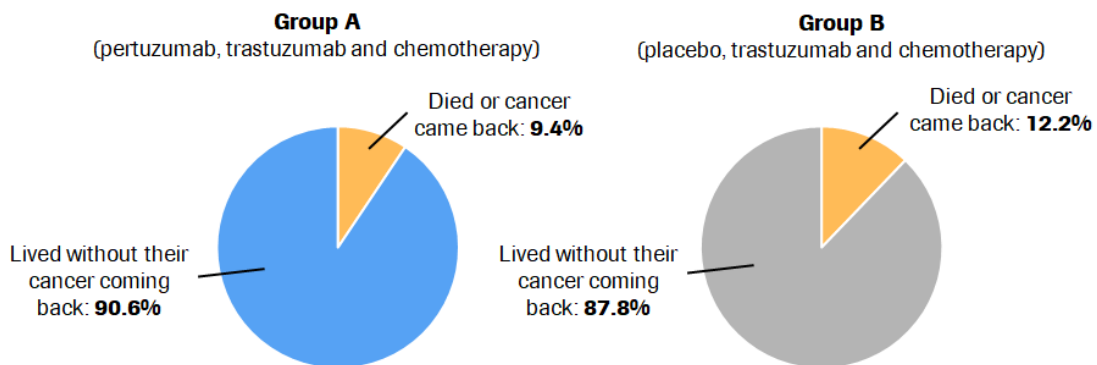 Group A
(pertuzumab, trastuzumab and chemotherapy)
Died or cancer
came back: 9.4%
Lived without their
cancer coming
back: 90.6%
Group B
(placebo, trastuzumab and chemotherapy)
Died or cancer
came back: 12.2%
Lived without their
cancer coming
back: 87.8%